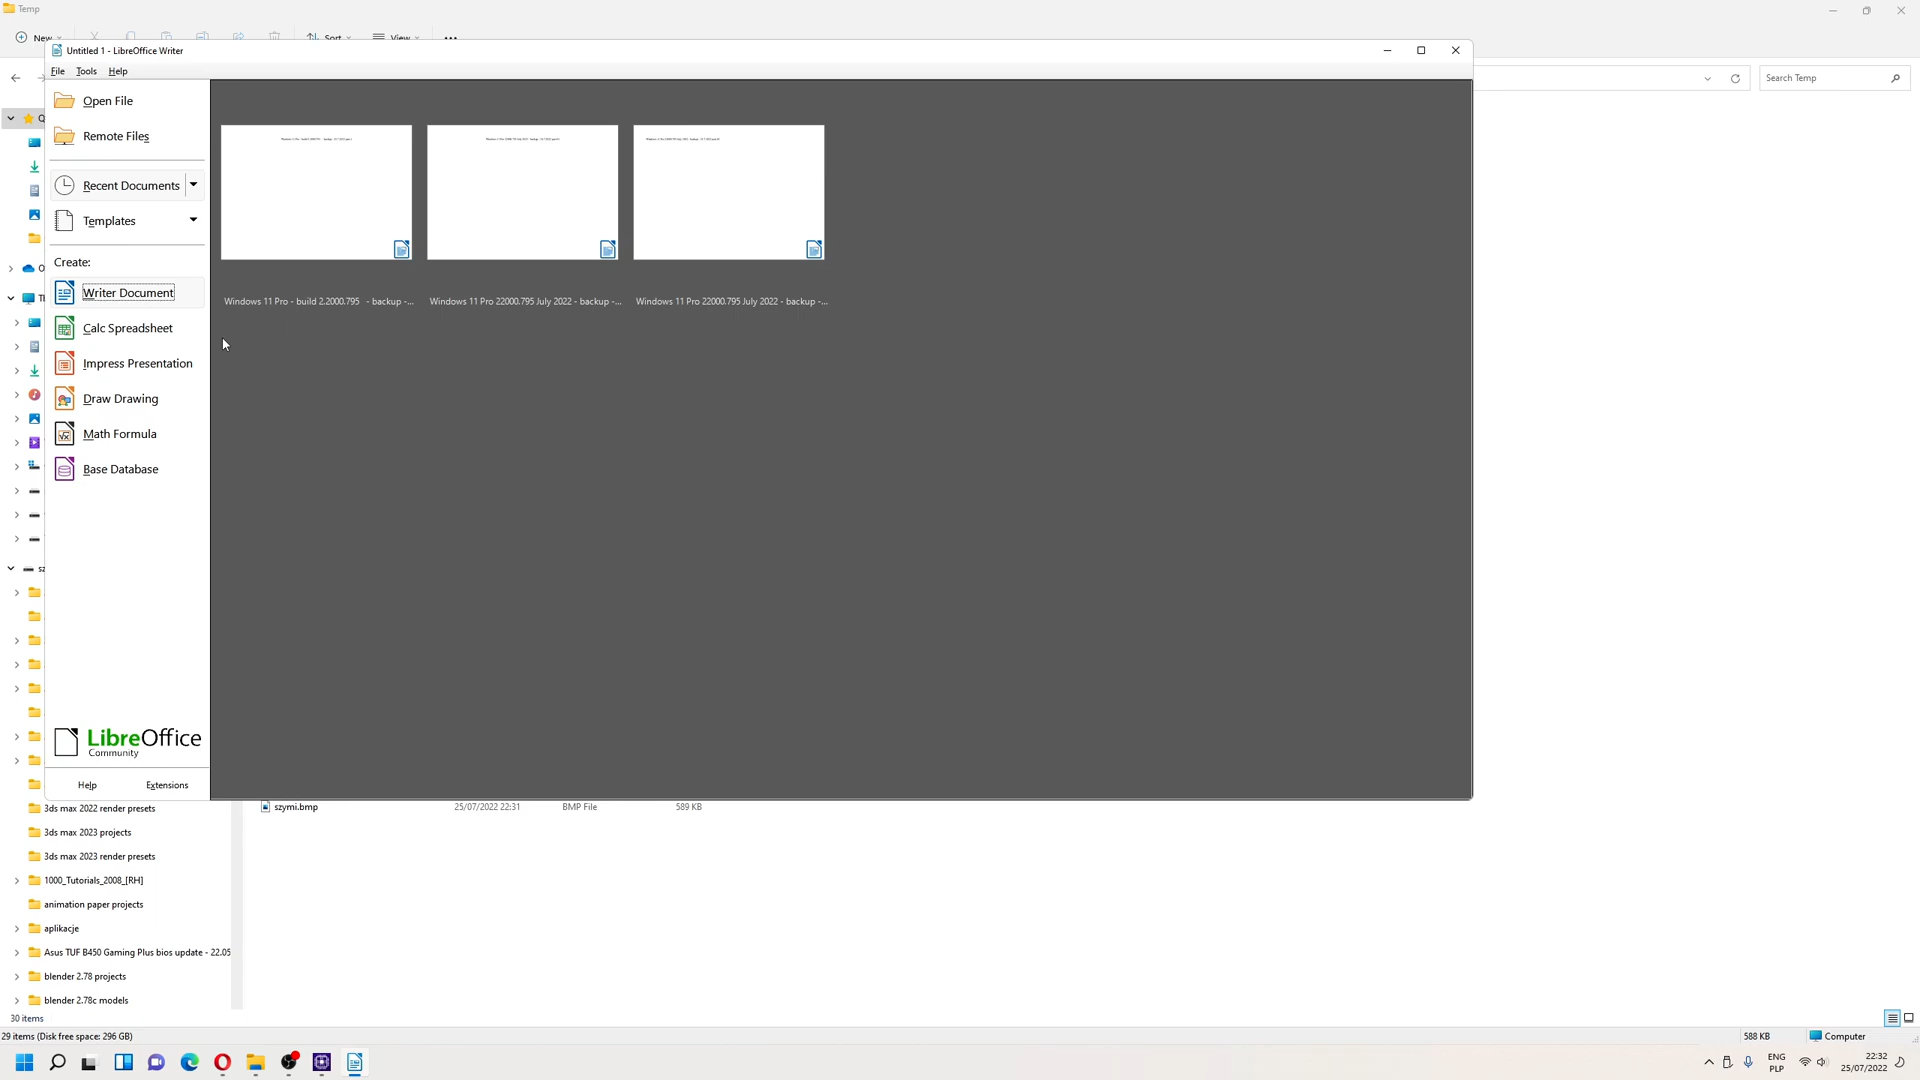 Temp
New
Sort
View
Untitled 1 - LibreOffice Writer
File Tools Help
Search Temp
Open File
Remote Files
Recent Documents
Templates
Create:
Writer Document
Calc Spreadsheet
Impress Presentation
Draw Drawing
Math Formula
Base Database
Windows 11 Pro - build 2.2000.795 - backup -...
Windows 11 Pro 22000.795 July 2022 - backup -...
Windows 11 Pro 22000.795 July 2022 - backup -...
LibreOffice
Community
Help Extensions
szymi.bmp 25/07/2022 22:31 BMP File 589 KB
3ds max 2022 render presets
3ds max 2023 projects
3ds max 2023 render presets
1000_Tutorials_2008_[RH]
animation paper projects
aplikacje
Asus TUF B450 Gaming Plus bios update - 22.05
blender 2.78 projects
blender 2.78c models
30 items
29 items (Disk free space: 296 GB) 588 KB Computer
ENG
PLP
22:32
25/07/2022